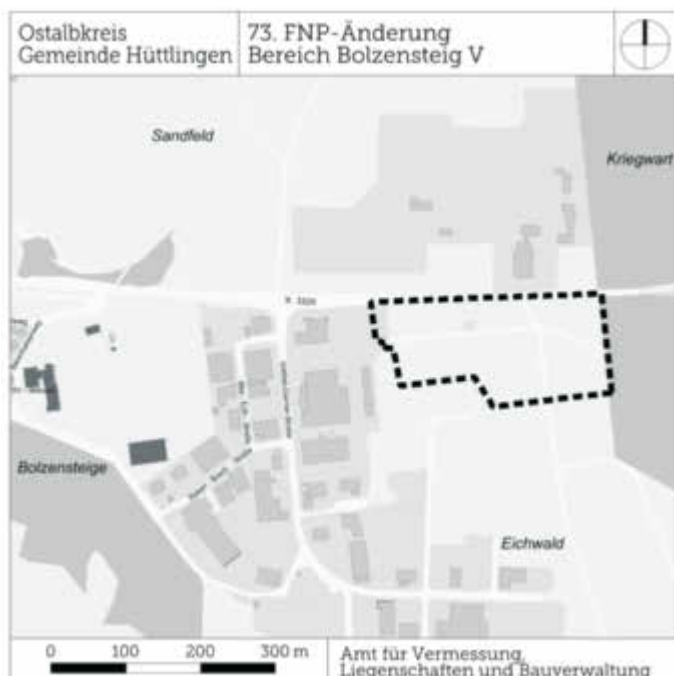 Ostalbkreis
Gemeinde Hüttlingen
73. FNP-Änderung
Bereich Bolzensteig V
Sandfeld
Kriegwart
Bolzensteige
Eichwald
0 100 200 300 m
Amt für Vermessung,
Liegenschaften und Bauverwaltung